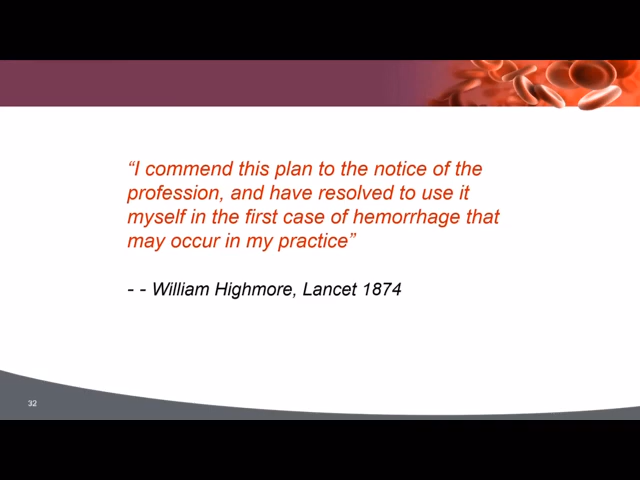 “I commend this plan to the notice of the
profession, and have resolved to use it
myself in the first case of hemorrhage that
may occur in my practice”
- - William Highmore, Lancet 1874
32